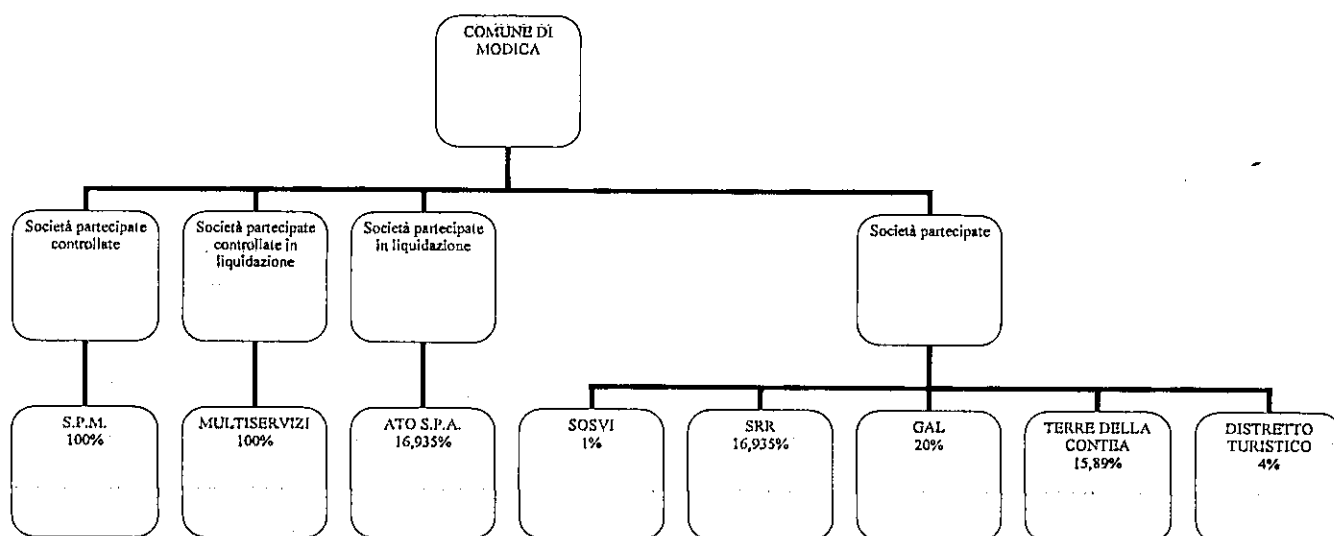 COMUNE DI
MODICA
Società partecipate
controllate
Società partecipate
controllate in
liquidazione
Società partecipate
in liquidazione
Società partecipate
S.P.M.
100%
MULTISERVIZI
100%
ATO S.P.A.
16,935%
SOSVI
1%
SRR
16,935%
GAL
20%
TERRE DELLA
CONTEA
15,89%
DISTRETTO
TURISTICO
4%